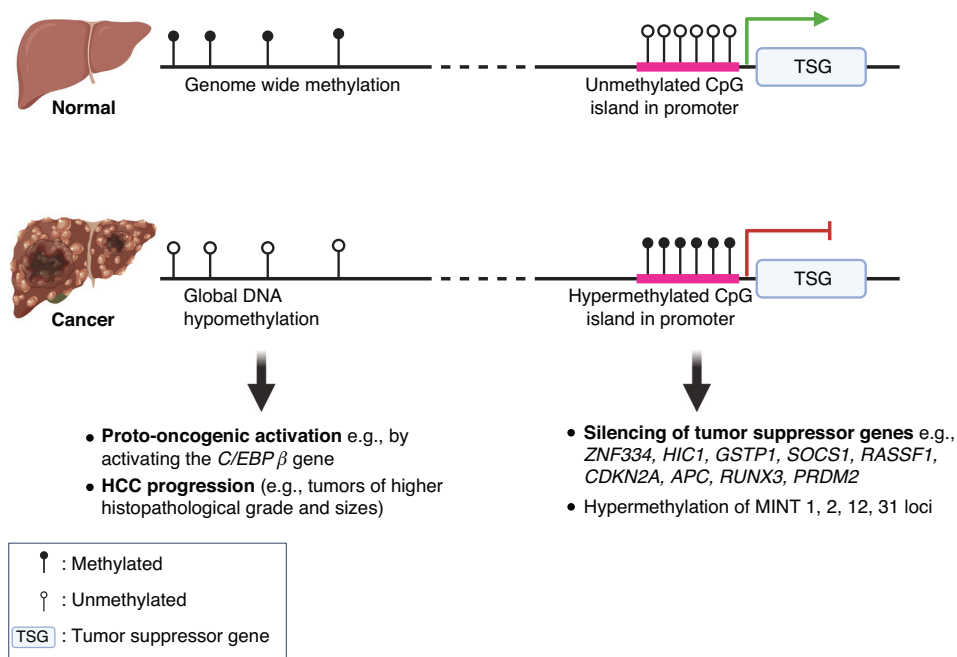 Normal
Genome wide methylation
Unmethylated CpG
island in promoter
TSG
Cancer
Global DNA
hypomethylation
Hypermethylated CpG
island in promoter
TSG
• Proto-oncogenic activation e.g., by
activating the C/EBP β gene
• HCC progression (e.g., tumors of higher
histopathological grade and sizes)
• Silencing of tumor suppressor genes e.g.,
ZNF334, HIC1, GSTP1, SOCS1, RASSF1,
CDKN2A, APC, RUNX3, PRDM2
• Hypermethylation of MINT 1, 2, 12, 31 loci
: Methylated
: Unmethylated
TSG : Tumor suppressor gene